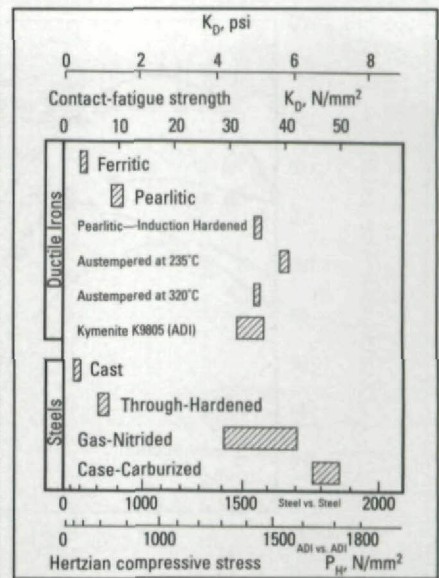 K_D, psi
0 2 4 6 8
Contact-fatigue strength K_D, N/mm²
0 10 20 30 40 50
Ductile Irons
Ferritic
Pearlitic
Pearlitic—Induction Hardened
Austempered at 235°C
Austempered at 320°C
Kymenite K9805 (ADI)
Steels
Cast
Through-Hardened
Gas-Nitrided
Case-Carburized
Steel vs. Steel
0 1000 1500 2000
0 1000 1500 1800
ADI vs. ADI
Hertzian compressive stress P_H, N/mm²